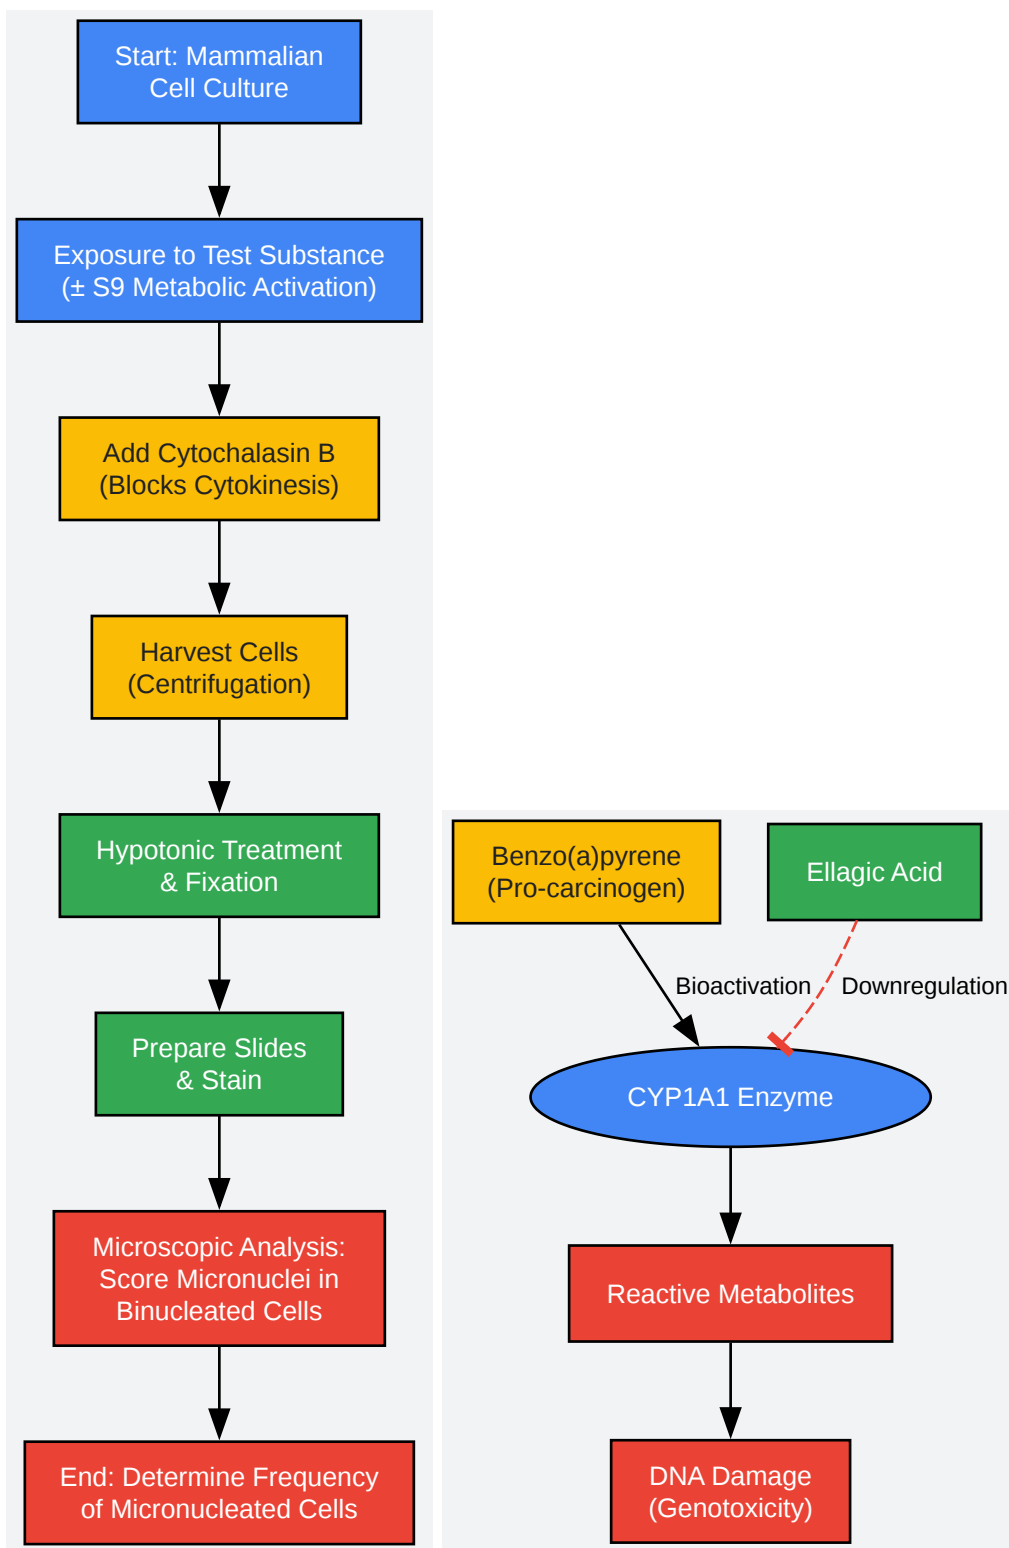 Start: Mammalian
Cell Culture
Exposure to Test Substance
(± S9 Metabolic Activation)
Add Cytochalasin B
(Blocks Cytokinesis)
Harvest Cells
(Centrifugation)
Hypotonic Treatment
& Fixation
Prepare Slides
& Stain
Microscopic Analysis:
Score Micronuclei in
Binucleated Cells
End: Determine Frequency
of Micronucleated Cells
Benzo(a)pyrene
(Pro-carcinogen)
Ellagic Acid
Bioactivation
Downregulation
CYP1A1 Enzyme
Reactive Metabolites
DNA Damage
(Genotoxicity)